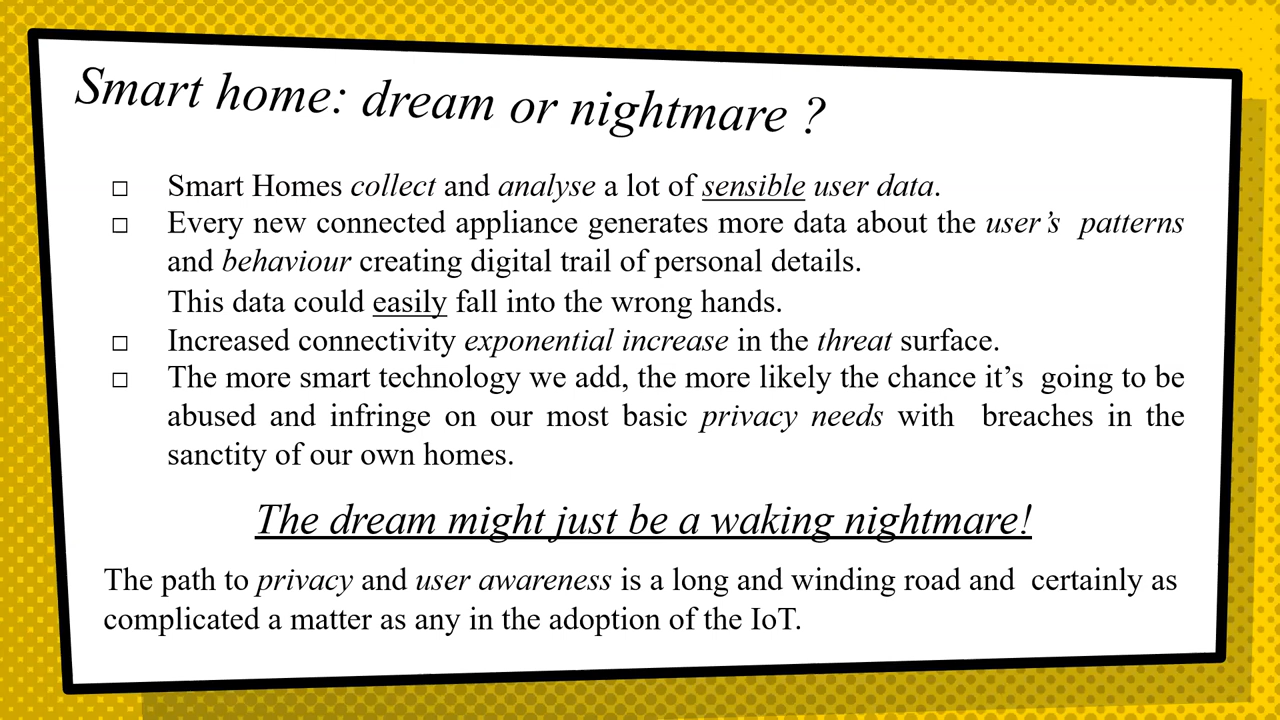 Smart home: dream or nightmare ?
□ Smart Homes collect and analyse a lot of sensible user data.
□ Every new connected appliance generates more data about the user’s patterns
and behaviour creating digital trail of personal details.
This data could easily fall into the wrong hands.
□ Increased connectivity exponential increase in the threat surface.
□ The more smart technology we add, the more likely the chance it’s going to be
abused and infringe on our most basic privacy needs with breaches in the
sanctity of our own homes.
The dream might just be a waking nightmare!
The path to privacy and user awareness is a long and winding road and certainly as
complicated a matter as any in the adoption of the IoT.